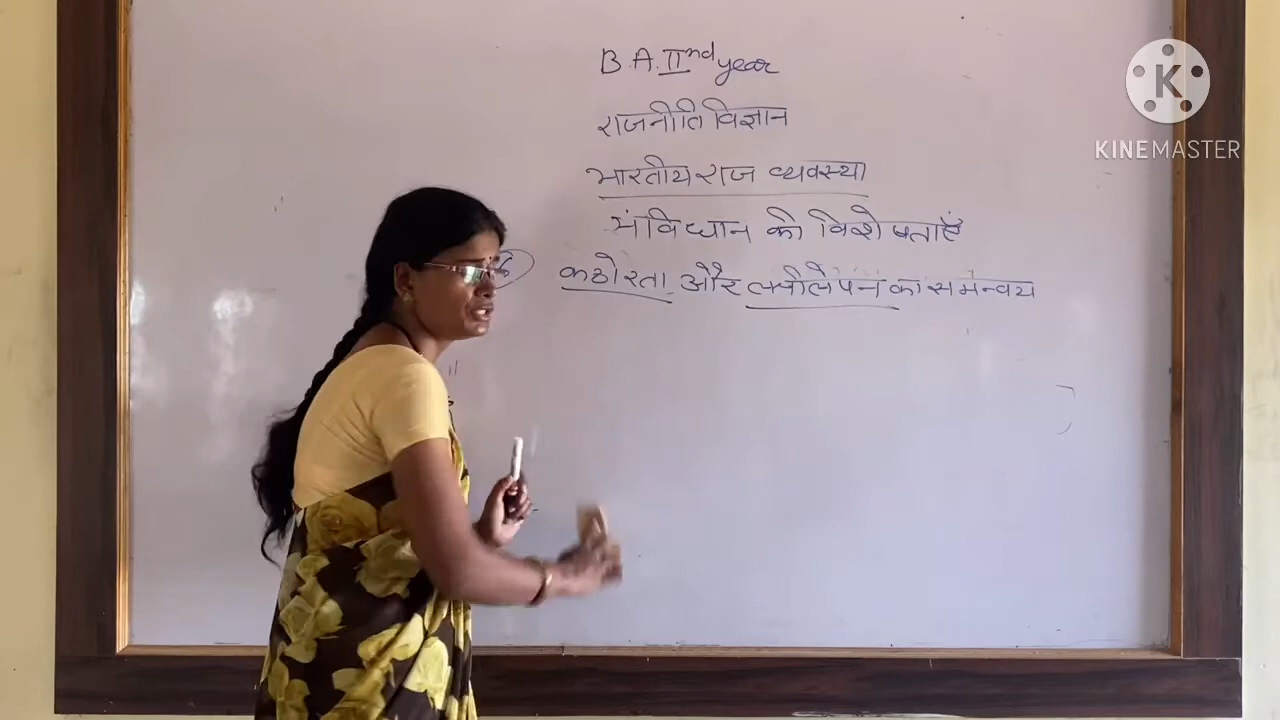 B.A. IInd year
राजनीति विज्ञान
भारतीय राज व्यवस्था
संविधान की विशेषताएँ
कठोरता और लचीलेपन का समन्वय
K
KINEMASTER